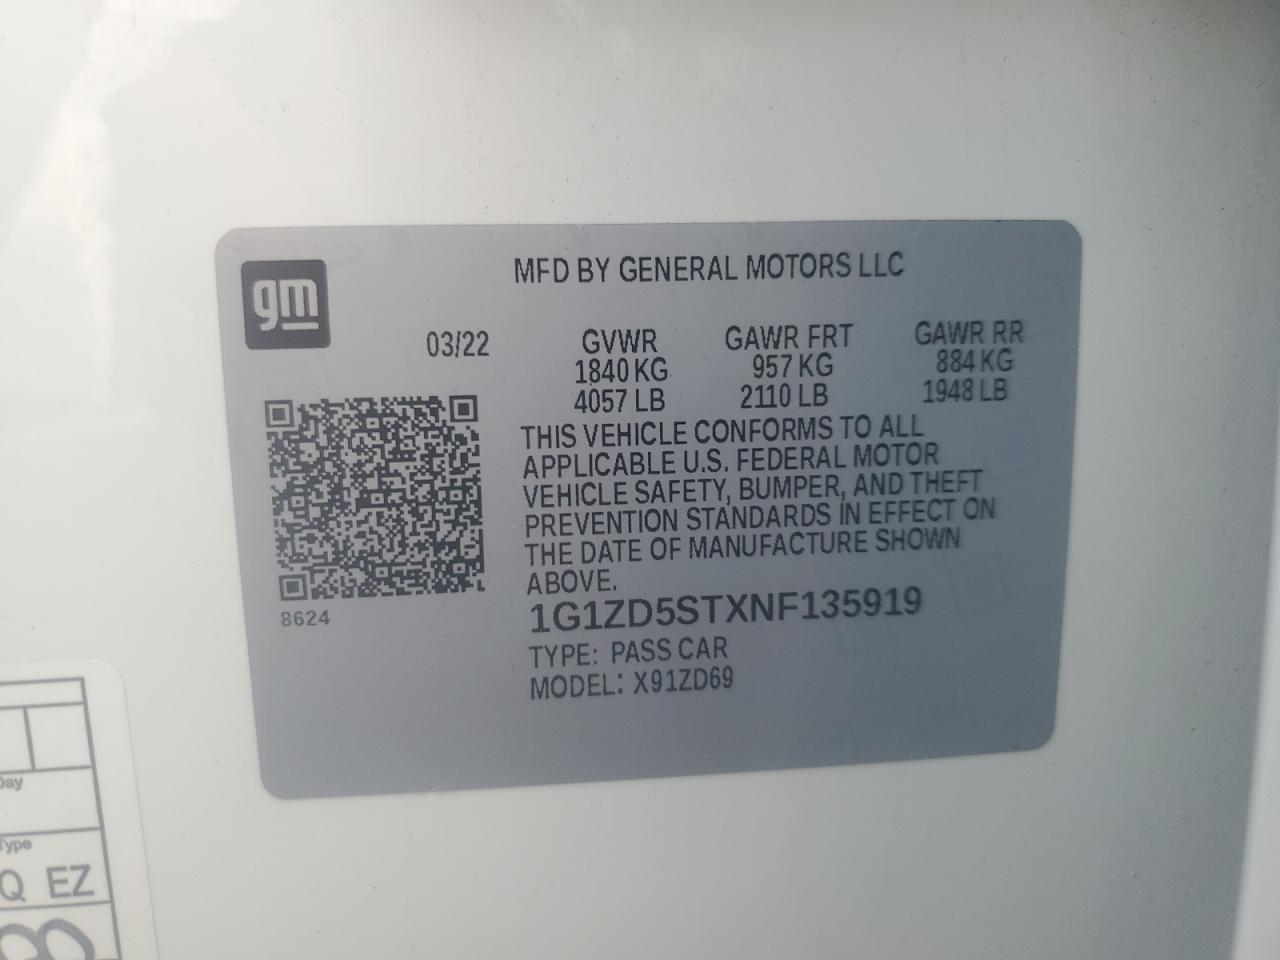 gm
MFD BY GENERAL MOTORS LLC
03/22 GVWR GAWR FRT GAWR RR
1840 KG 957 KG 884 KG
4057 LB 2110 LB 1948 LB
THIS VEHICLE CONFORMS TO ALL
APPLICABLE U.S. FEDERAL MOTOR
VEHICLE SAFETY, BUMPER, AND THEFT
PREVENTION STANDARDS IN EFFECT ON
THE DATE OF MANUFACTURE SHOWN
ABOVE.
8624
1G1ZD5STXNF135919
TYPE: PASS CAR
MODEL: X91ZD69
Day
Type
Q EZ